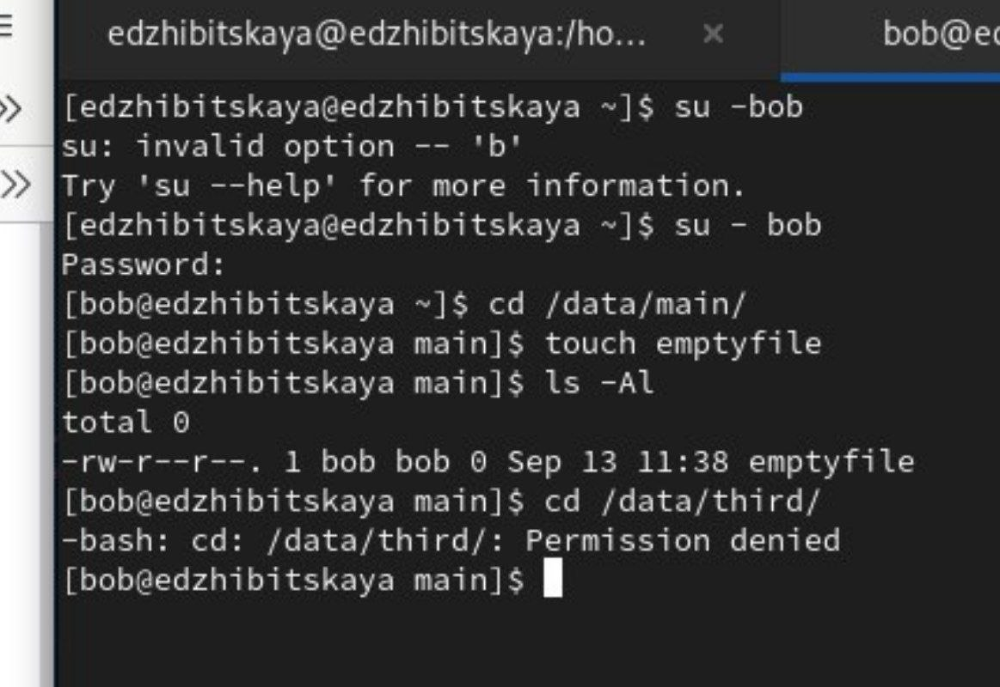 edzhibitskaya@edzhibitskaya:/ho... ×
bob@ed
[edzhibitskaya@edzhibitskaya ~]$ su -bob
su: invalid option -- 'b'
Try 'su --help' for more information.
[edzhibitskaya@edzhibitskaya ~]$ su - bob
Password:
[bob@edzhibitskaya ~]$ cd /data/main/
[bob@edzhibitskaya main]$ touch emptyfile
[bob@edzhibitskaya main]$ ls -Al
total 0
-rw-r--r--. 1 bob bob 0 Sep 13 11:38 emptyfile
[bob@edzhibitskaya main]$ cd /data/third/
-bash: cd: /data/third/: Permission denied
[bob@edzhibitskaya main]$